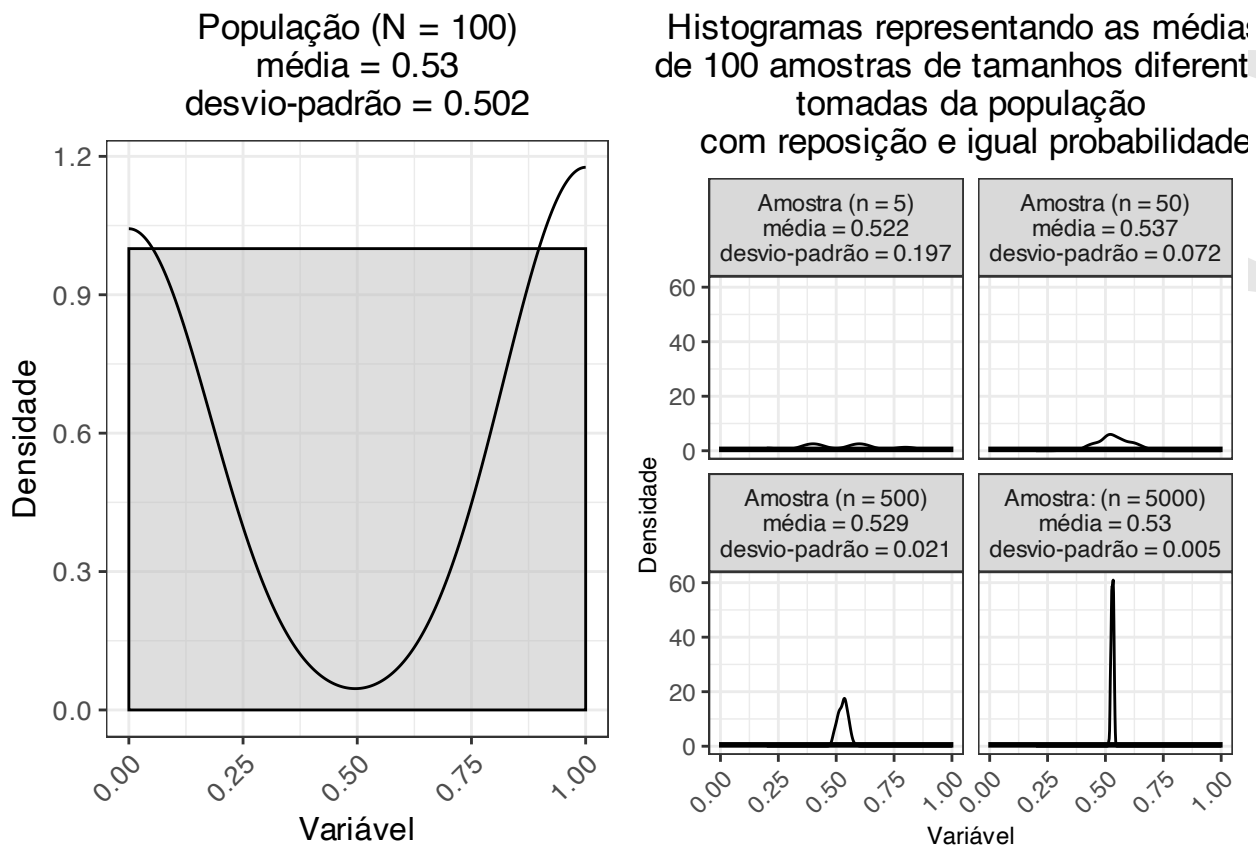 População (N = 100)
média = 0.53
desvio-padrão = 0.502
1.2
0.9
0.6
0.3
0.0
Densidade
0.00
0.25
0.50
0.75
1.00
Variável
Histogramas representando as médias
de 100 amostras de tamanhos diferent
tomadas da população
com reposição e igual probabilidade
Amostra (n = 5)
média = 0.522
desvio-padrão = 0.197
Amostra (n = 50)
média = 0.537
desvio-padrão = 0.072
60
40
20
0
Amostra (n = 500)
média = 0.529
desvio-padrão = 0.021
Amostra: (n = 5000)
média = 0.53
desvio-padrão = 0.005
60
40
20
0
Densidade
0.00
0.25
0.50
0.75
1.00
0.00
0.25
0.50
0.75
1.00
Variável